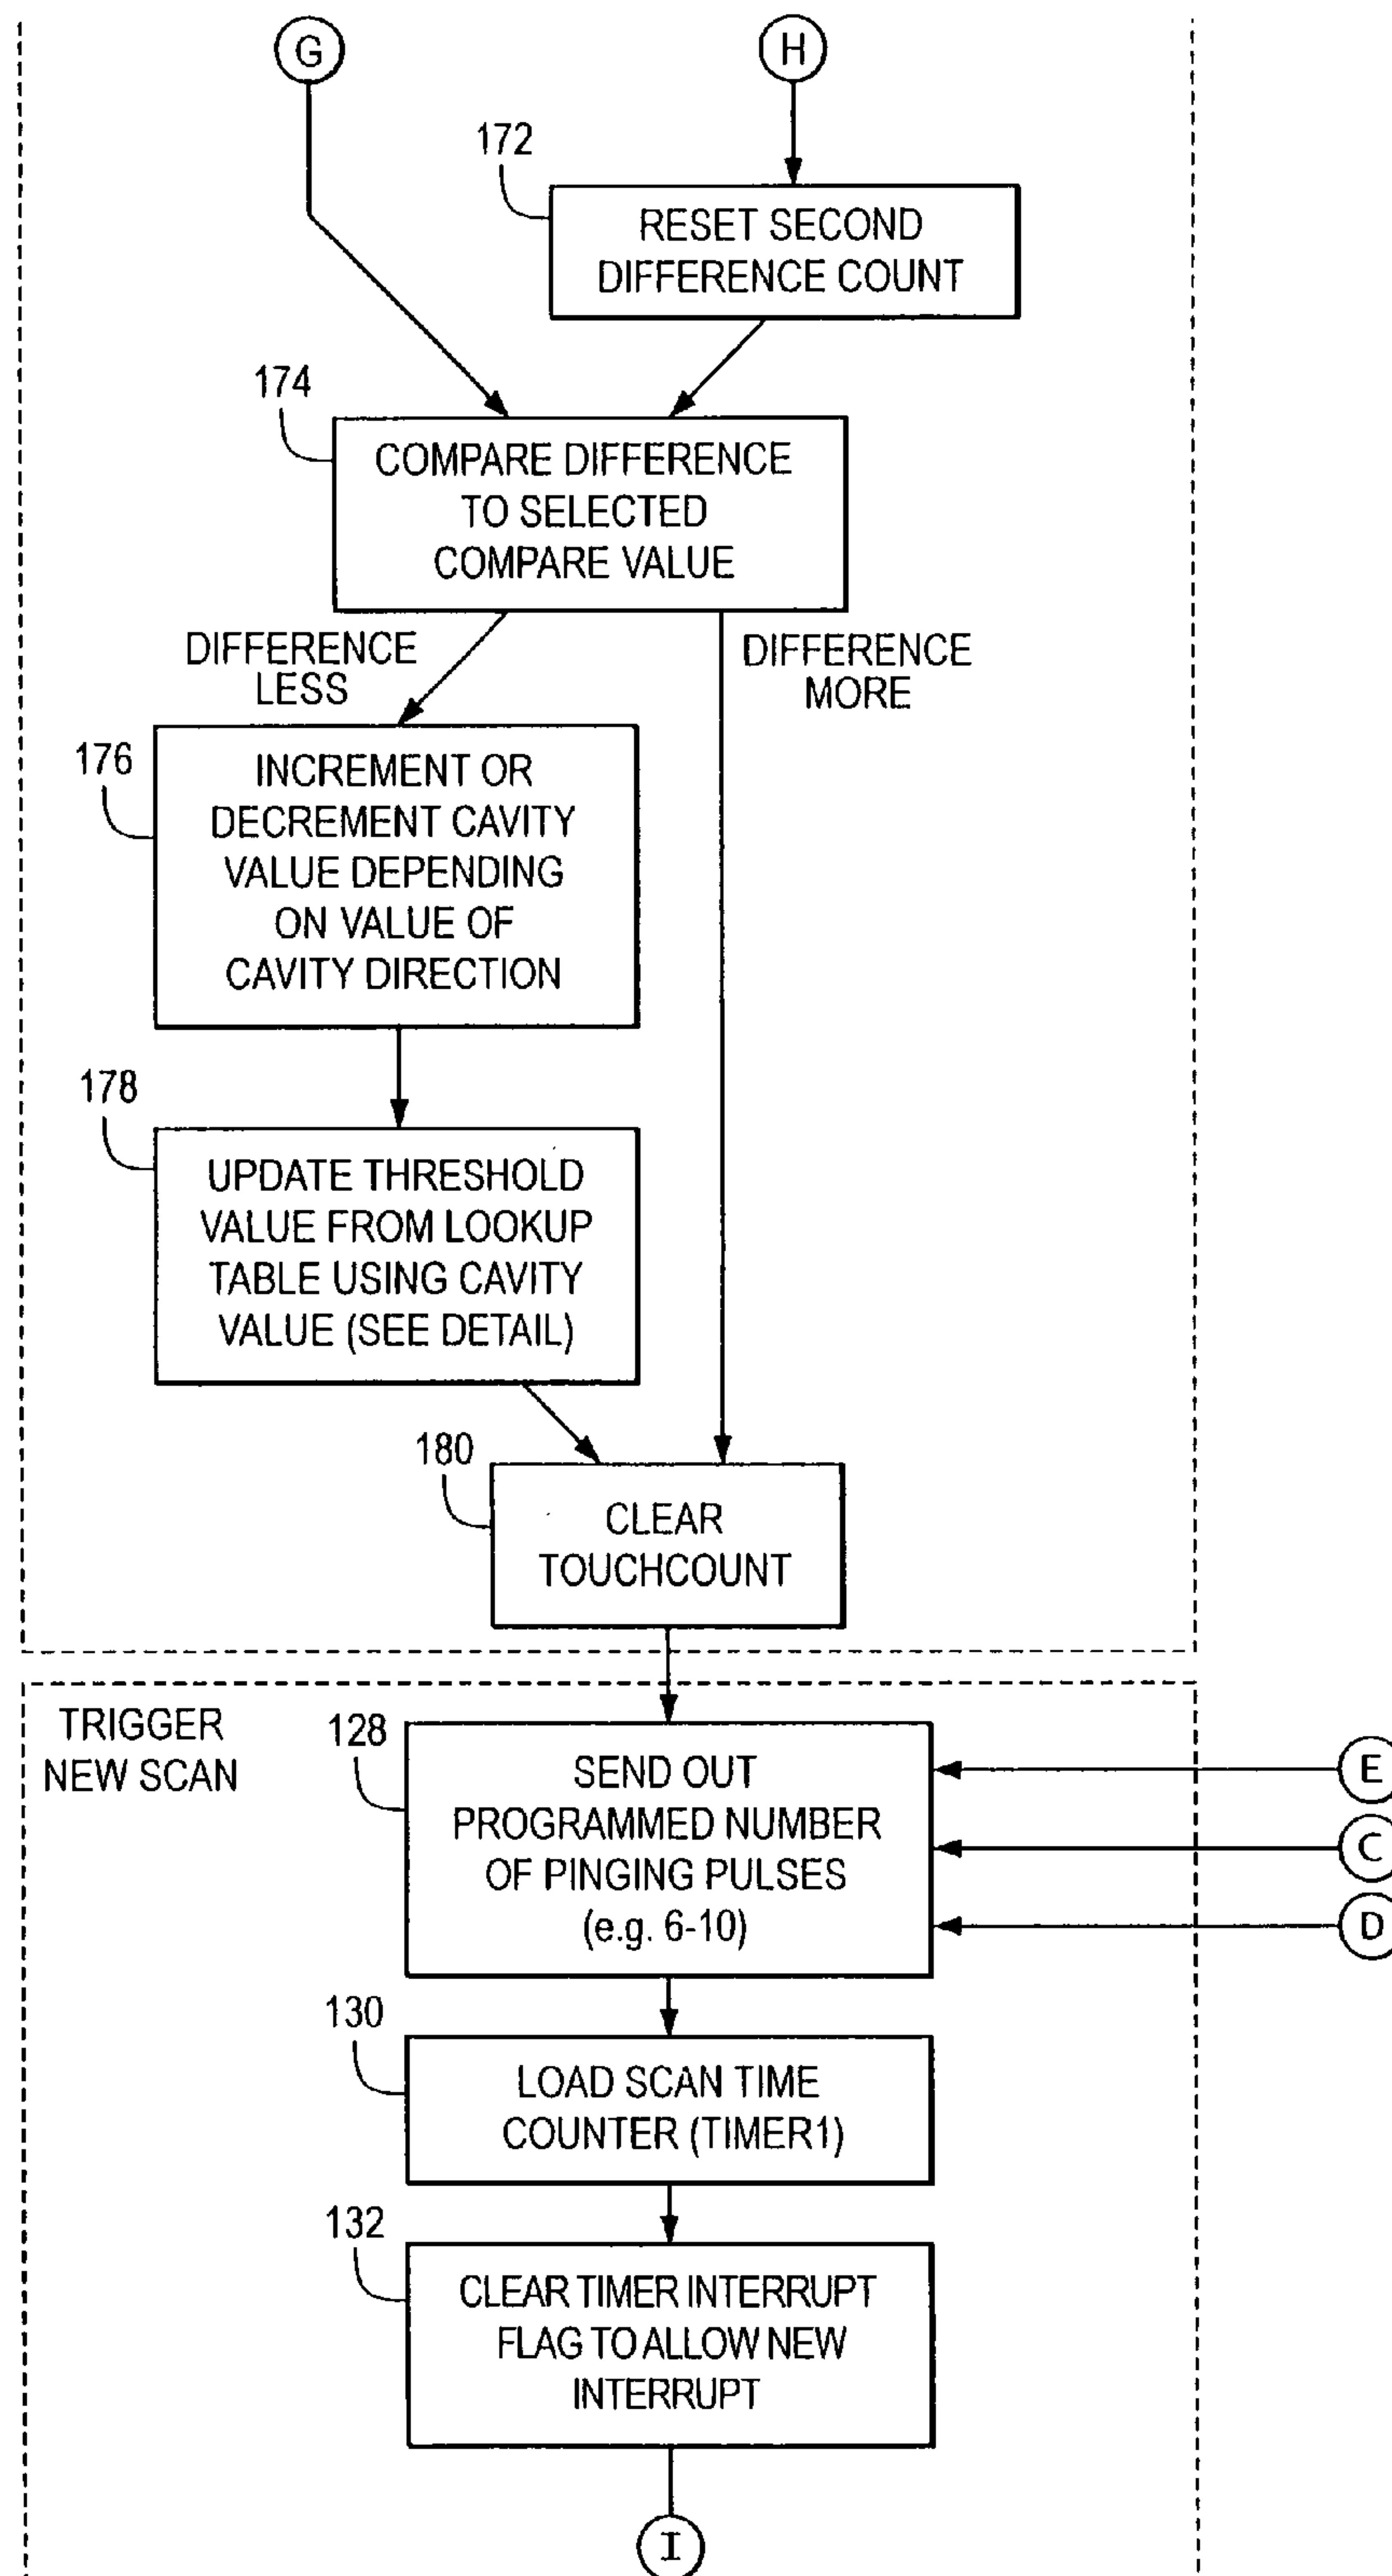 G
H
172
RESET SECOND
DIFFERENCE COUNT
174
COMPARE DIFFERENCE
TO SELECTED
COMPARE VALUE
DIFFERENCE
LESS
DIFFERENCE
MORE
176
INCREMENT OR
DECREMENT CAVITY
VALUE DEPENDING
ON VALUE OF
CAVITY DIRECTION
178
UPDATE THRESHOLD
VALUE FROM LOOKUP
TABLE USING CAVITY
VALUE (SEE DETAIL)
180
CLEAR
TOUCHCOUNT
TRIGGER
NEW SCAN
128
SEND OUT
PROGRAMMED NUMBER
OF PINGING PULSES
(e.g. 6-10)
E
C
D
130
LOAD SCAN TIME
COUNTER (TIMER1)
132
CLEAR TIMER INTERRUPT
FLAG TO ALLOW NEW
INTERRUPT
I